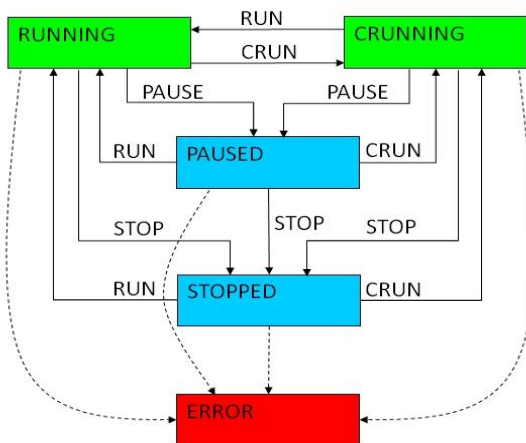 RUN
RUNNING
CRUNNING
CRUN
PAUSE
PAUSE
RUN
PAUSED
CRUN
STOP
STOP
STOP
RUN
STOPPED
CRUN
ERROR